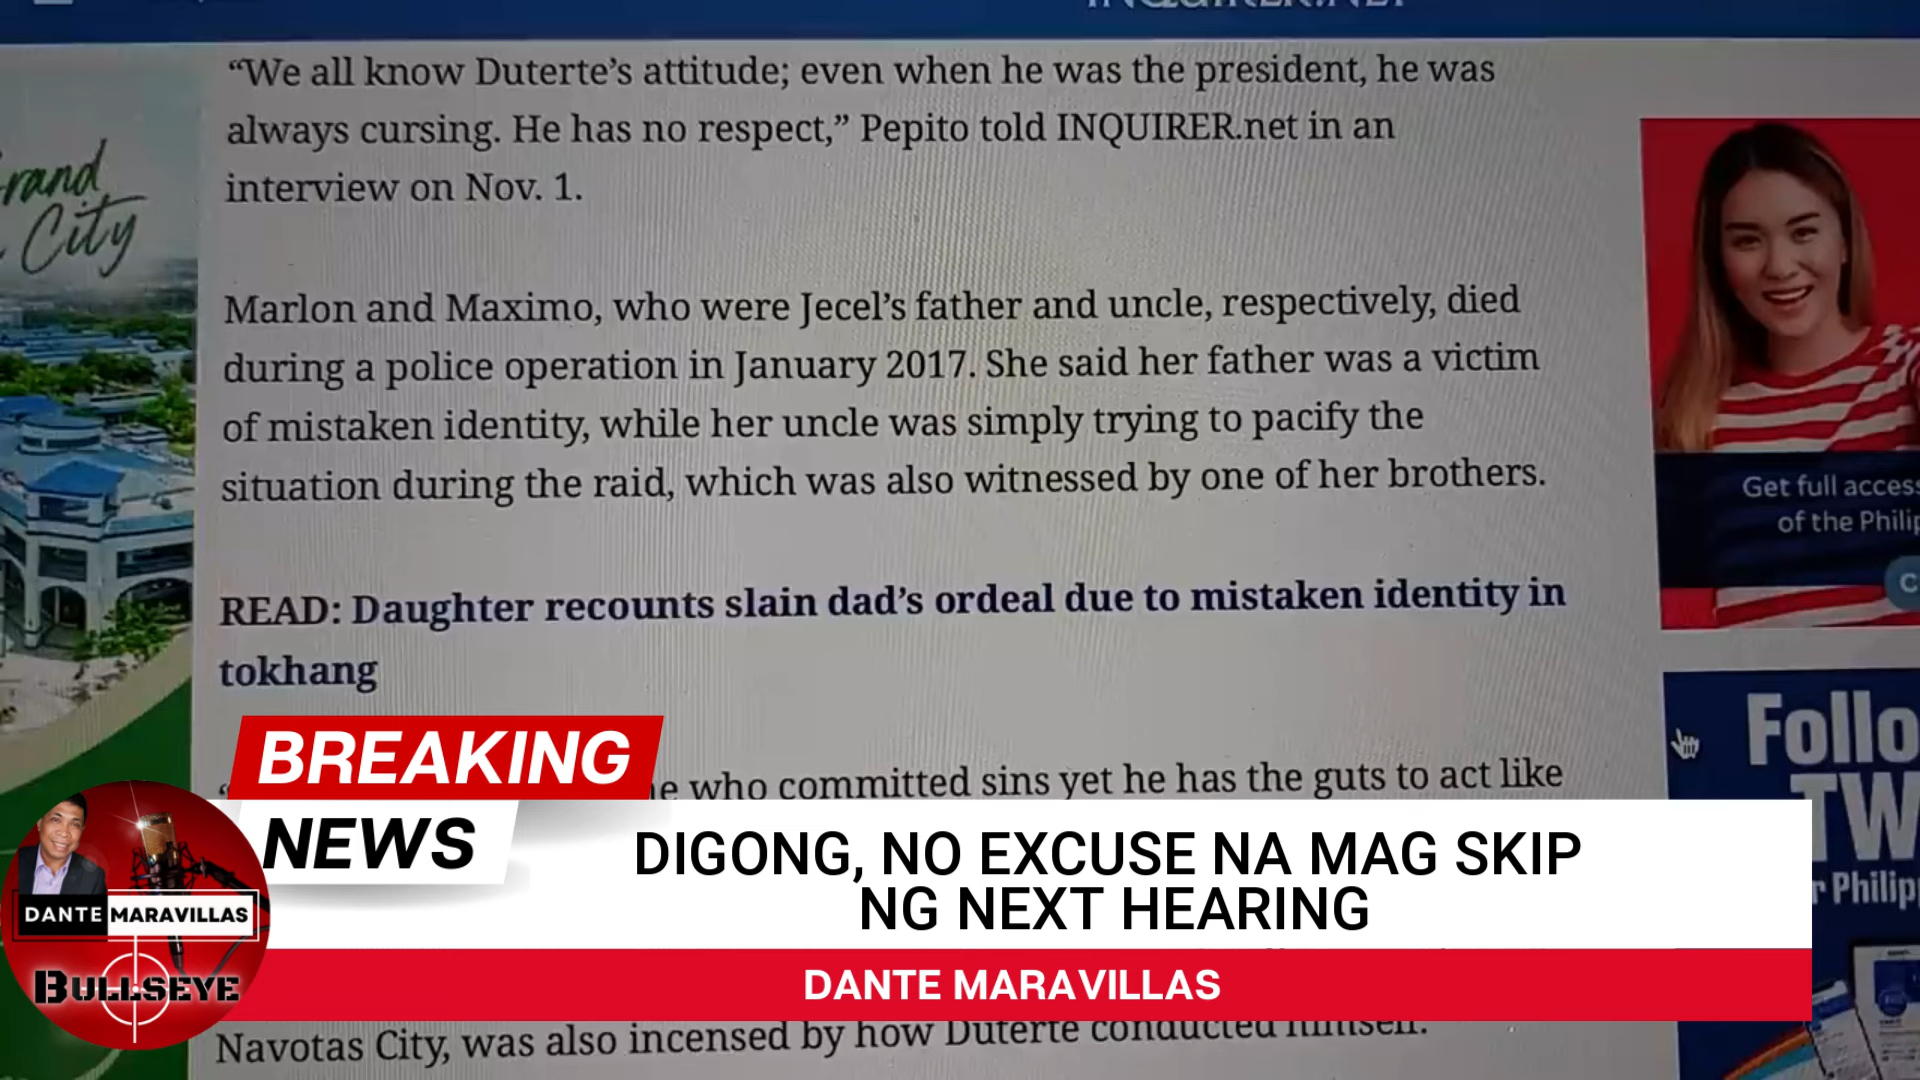 INQUIRER.NET
“We all know Duterte’s attitude; even when he was the president, he was
always cursing. He has no respect,” Pepito told INQUIRER.net in an
interview on Nov. 1.
Marlon and Maximo, who were Jecel’s father and uncle, respectively, died
during a police operation in January 2017. She said her father was a victim
of mistaken identity, while her uncle was simply trying to pacify the
situation during the raid, which was also witnessed by one of her brothers.
READ: Daughter recounts slain dad’s ordeal due to mistaken identity in
tokhang
who committed sins yet he has the guts to act like
Navotas City, was also incensed by how Duterte conducted himself.
City
Get full access
of the
BREAKING
NEWS
DIGONG, NO EXCUSE NA MAG SKIP
NG NEXT HEARING
DANTE MARAVILLAS
DANTE MARAVILLAS
BULLSEYE